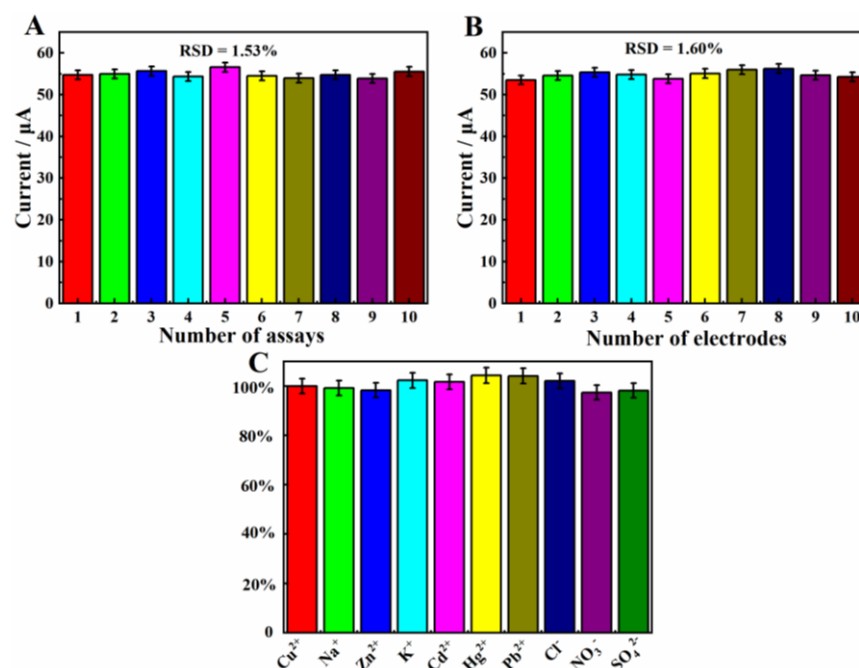 A
RSD = 1.53%
60
50
40
30
20
10
0
Current / µA
1 2 3 4 5 6 7 8 9 10
Number of assays
B
RSD = 1.60%
60
50
40
30
20
10
0
Current / µA
1 2 3 4 5 6 7 8 9 10
Number of electrodes
C
100%
80%
60%
40%
20%
0
Cu²⁺ Na⁺ Zn²⁺ K⁺ Cd²⁺ Hg²⁺ Pb²⁺ Cl⁻ NO₃⁻ SO₄²⁻